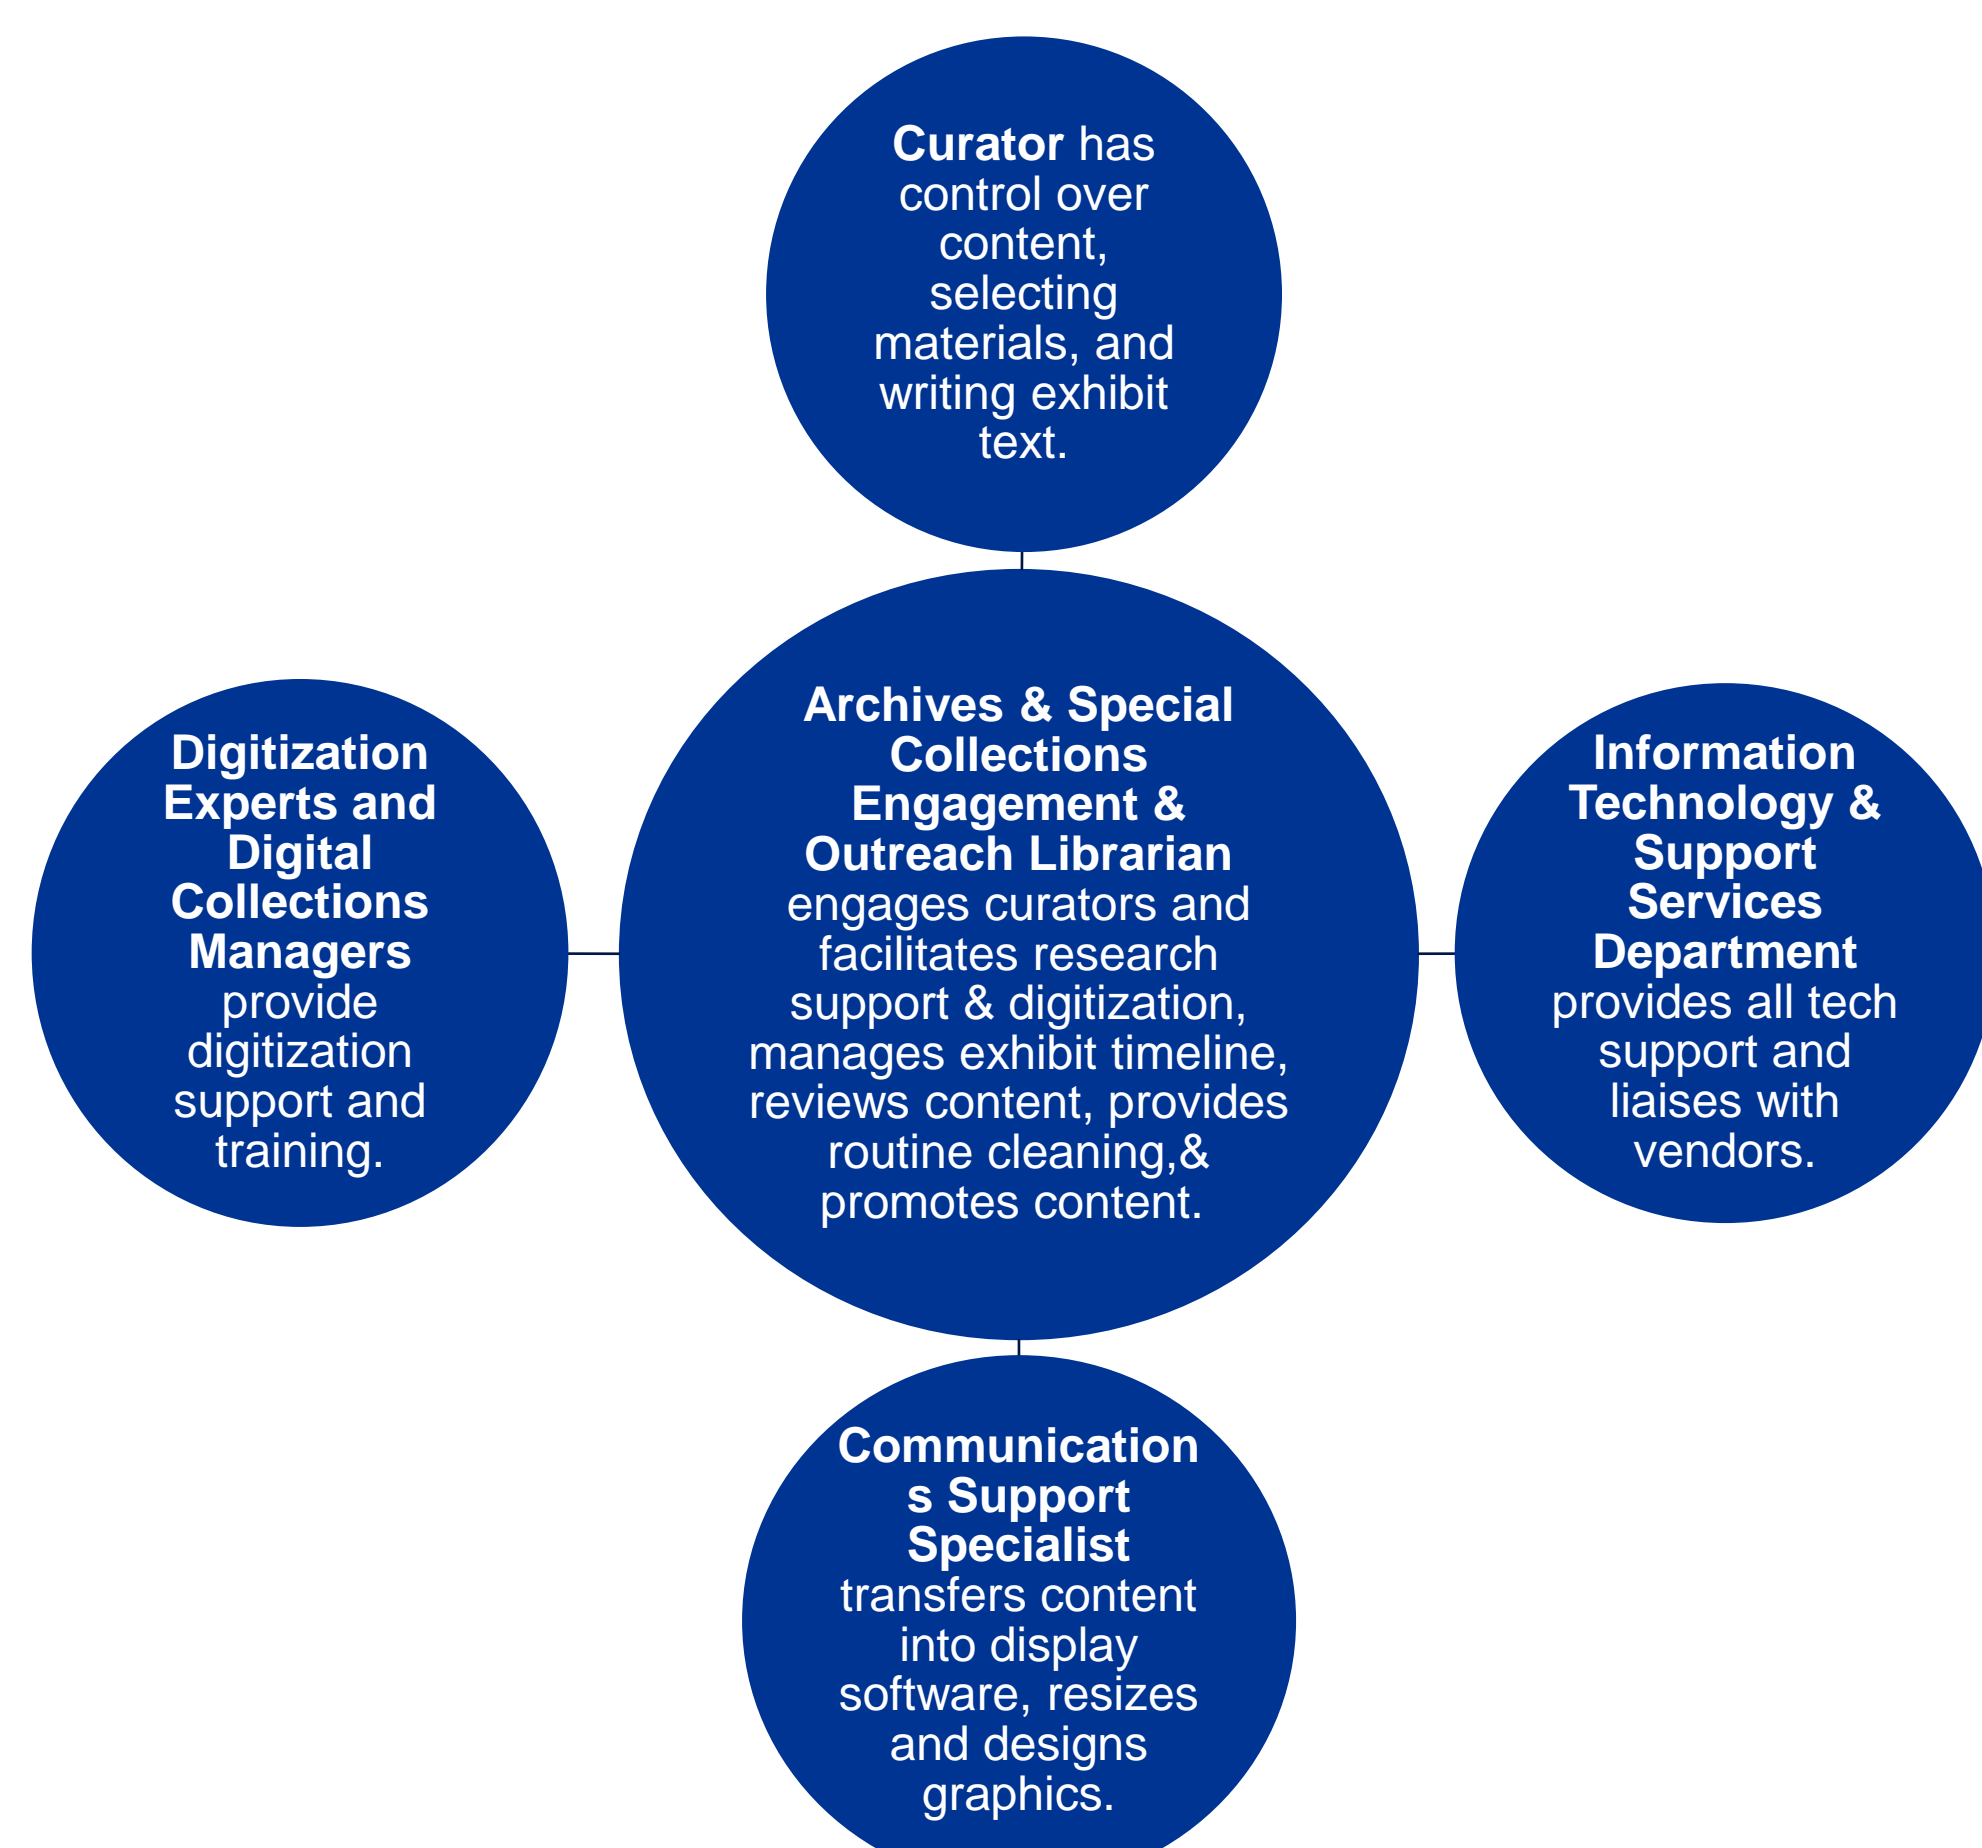 Curator has
control over
content,
selecting
materials, and
writing exhibit
text.
Digitization
Experts and
Digital
Collections
Managers
provide
digitization
support and
training.
Archives & Special
Collections
Engagement &
Outreach Librarian
engages curators and
facilitates research
support & digitization,
manages exhibit timeline,
reviews content, provides
routine cleaning,&
promotes content.
Information
Technology &
Support
Services
Department
provides all tech
support and
liaises with
vendors.
Communication
s Support
Specialist
transfers content
into display
software, resizes
and designs
graphics.